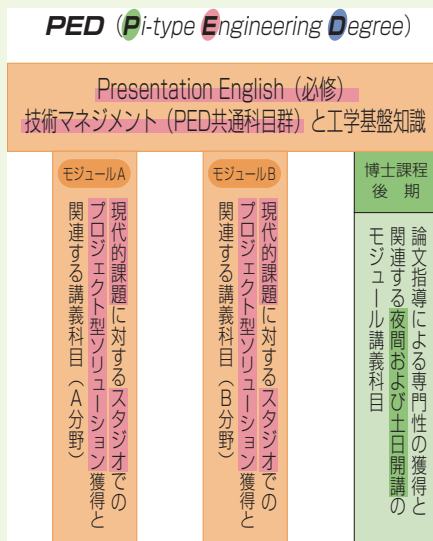 PED（Pi-type Engineering Degree）
Presentation English（必修）
技術マネジメント（PED共通科目群）と工学基盤知識
モジュールA
現代的課題に対するスタジオでの
プロジェクト型ソリューション獲得と
関連する講義科目（A分野）
モジュールB
現代的課題に対するスタジオでの
プロジェクト型ソリューション獲得と
関連する講義科目（B分野）
博士課程
後期
論文指導による専門性の獲得と
関連する夜間および土日開講の
モジュール講義科目